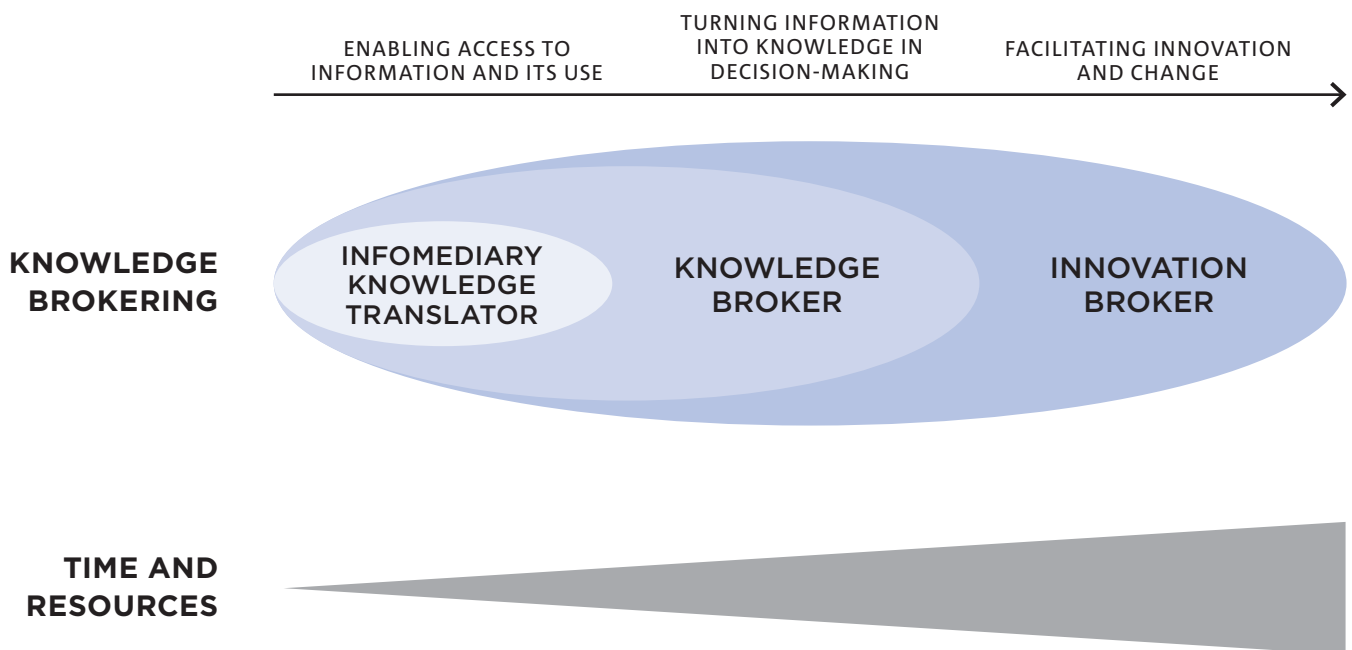 ENABLING ACCESS TO
INFORMATION AND ITS USE
TURNING INFORMATION
INTO KNOWLEDGE IN
DECISION-MAKING
FACILITATING INNOVATION
AND CHANGE
KNOWLEDGE
BROKERING
INFOMEDIARY
KNOWLEDGE
TRANSLATOR
KNOWLEDGE
BROKER
INNOVATION
BROKER
TIME AND
RESOURCES